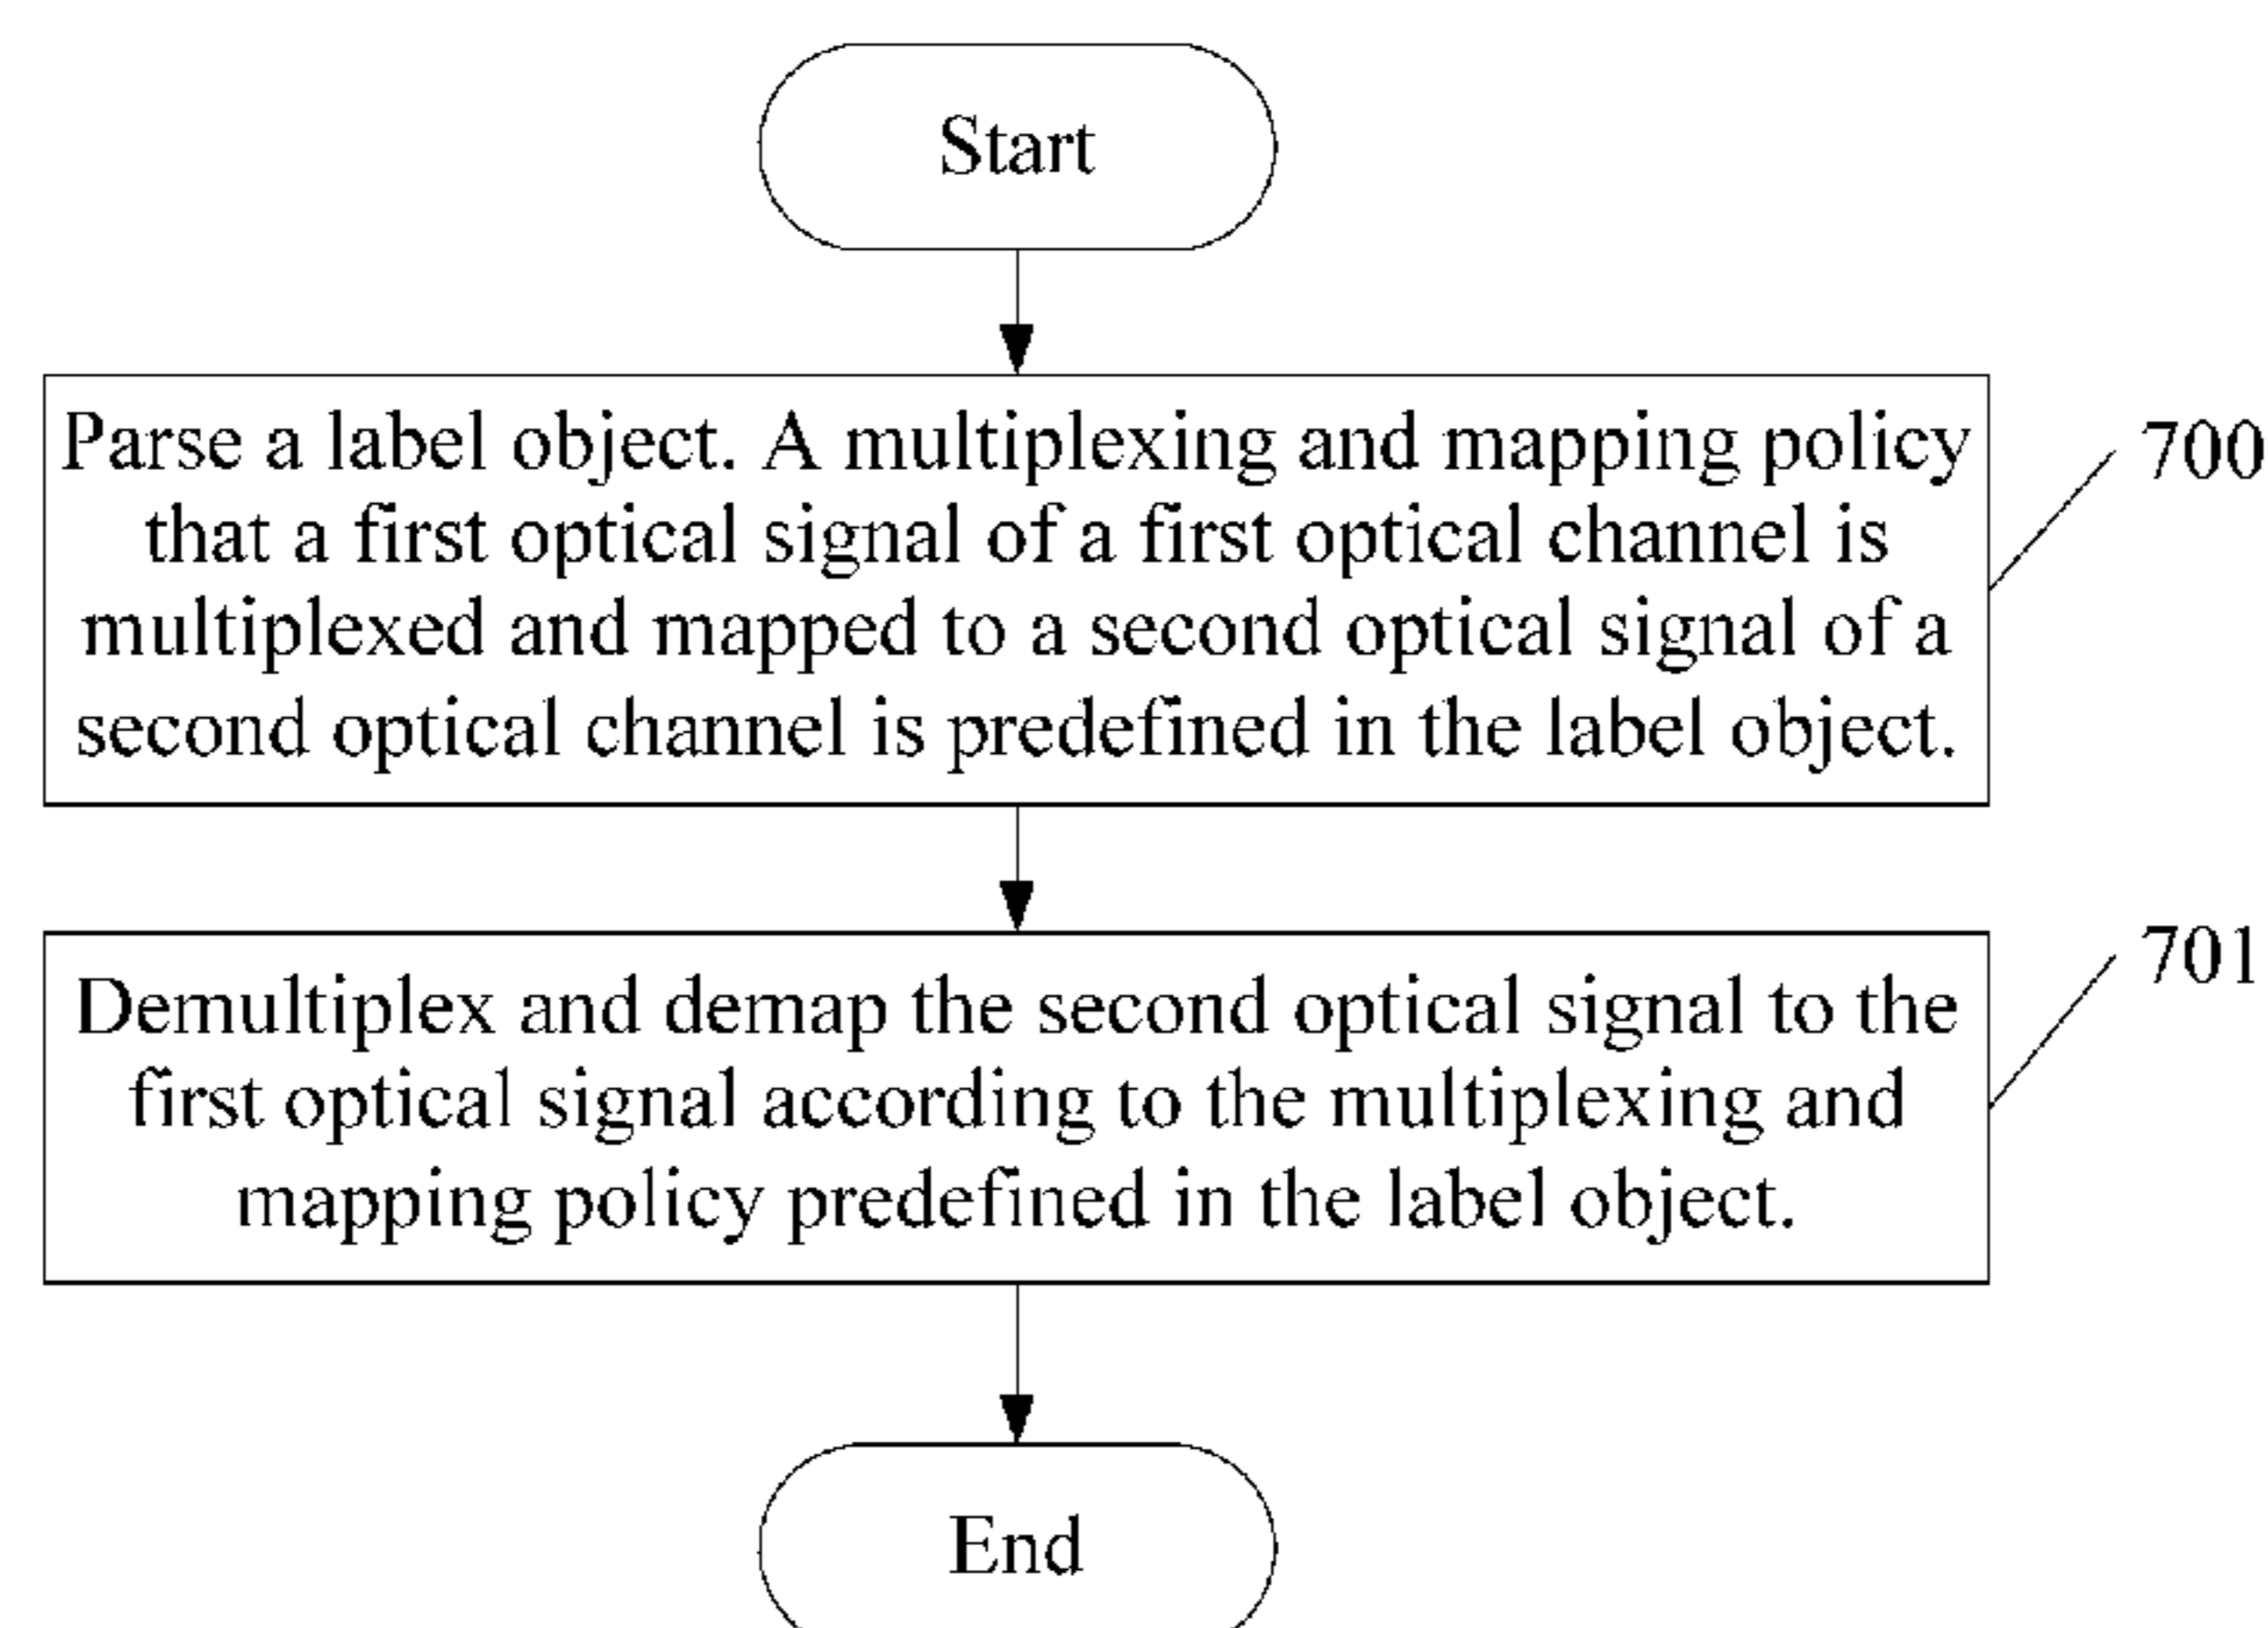 Start
Parse a label object. A multiplexing and mapping policy
that a first optical signal of a first optical channel is
multiplexed and mapped to a second optical signal of a
second optical channel is predefined in the label object.
700
Demultiplex and demap the second optical signal to the
first optical signal according to the multiplexing and
mapping policy predefined in the label object.
701
End